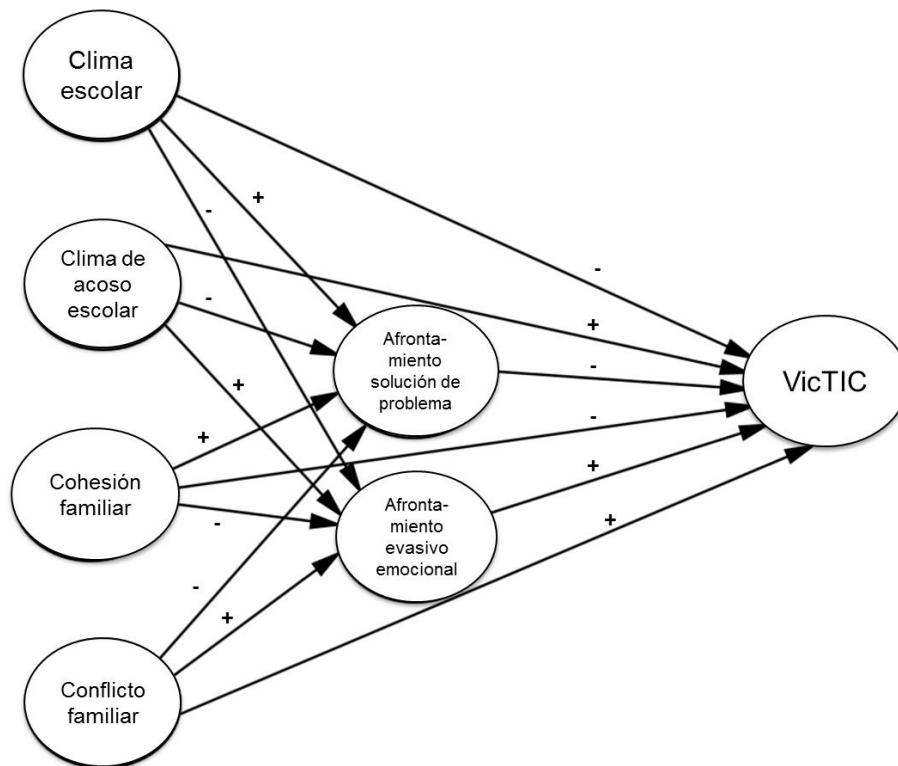 Clima
escolar
+
-
-
Clima de
acoso
escolar
-
+
+
Afronta-
miento
solución de
problema
-
VicTIC
+
-
Cohesión
familiar
-
+
Afronta-
miento
evasivo
emocional
+
-
+
Conflicto
familiar